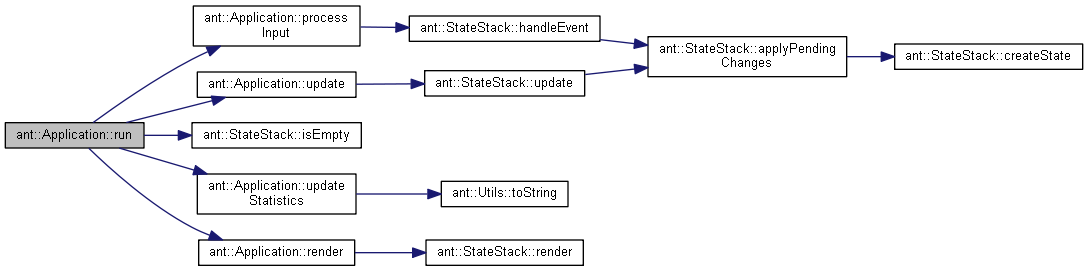 ant::Application::run
ant::Application::process
Input
ant::Application::update
ant::StateStack::isEmpty
ant::Application::update
Statistics
ant::Application::render
ant::StateStack::handleEvent
ant::StateStack::update
ant::Utils::toString
ant::StateStack::render
ant::StateStack::applyPending
Changes
ant::StateStack::createState